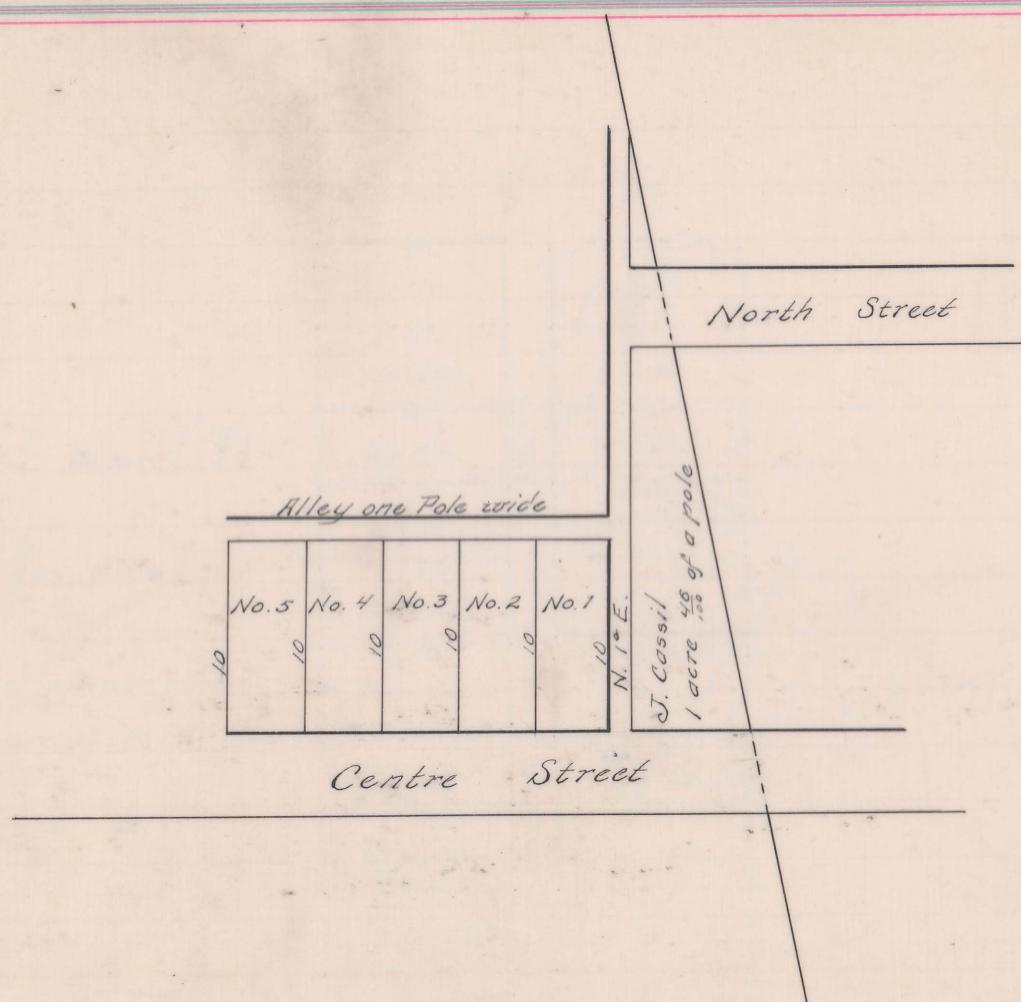 North Street
Alley one Pole wide
No. 5 No. 4 No. 3 No. 2 No. 1
10 10 10 10 10 10
N. 1° E.
J. Cassil
1 acre 46/100 of a pole
Centre Street